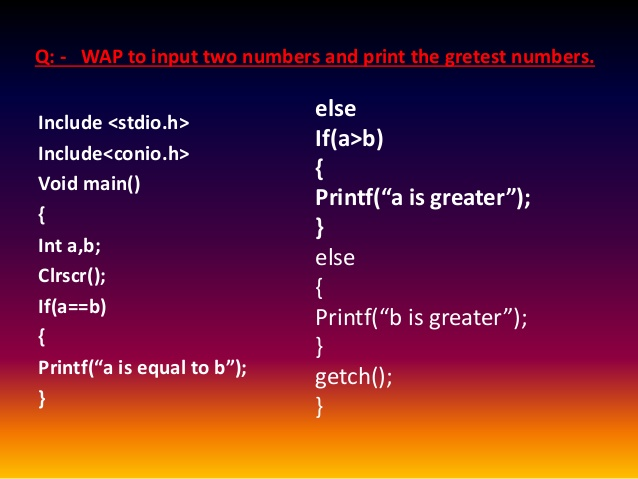 Q: -   WAP to input two numbers and print the gretest numbers.
Include <stdio.h>
Include<conio.h>
Void main()
{
Int a,b;
Clrscr();
If(a==b)
{
Printf(“a is equal to b”);
}
else
If(a>b)
{
Printf(“a is greater”);
}
else
{
Printf(“b is greater”);
}
getch();
}